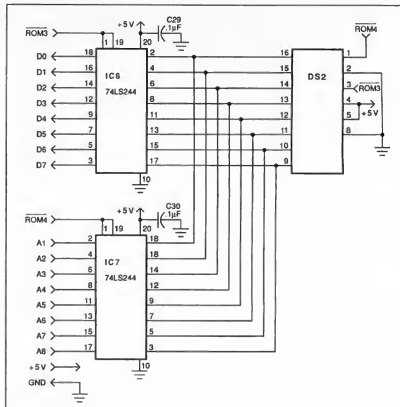 +5V
C29
.1µF
ROM3
1 19 20
D0 18 2 16 1 ROM4
D1 16 4 15 2
D2 14 IC6 6 14 DS2 3 ROM3
D3 12 74LS244 8 13 4
D4 9 11 12 5 +5V
D5 7 13 11 8
D6 5 15 10
D7 3 17 9
10
+5V
C30
.1µF
ROM4
1 19 20
A1 2 18
A2 4 IC7 18
A3 6 74LS244 14
A4 8 12
A5 11 9
A6 13 7
A7 15 5
A8 17 3
+5V 10
GND